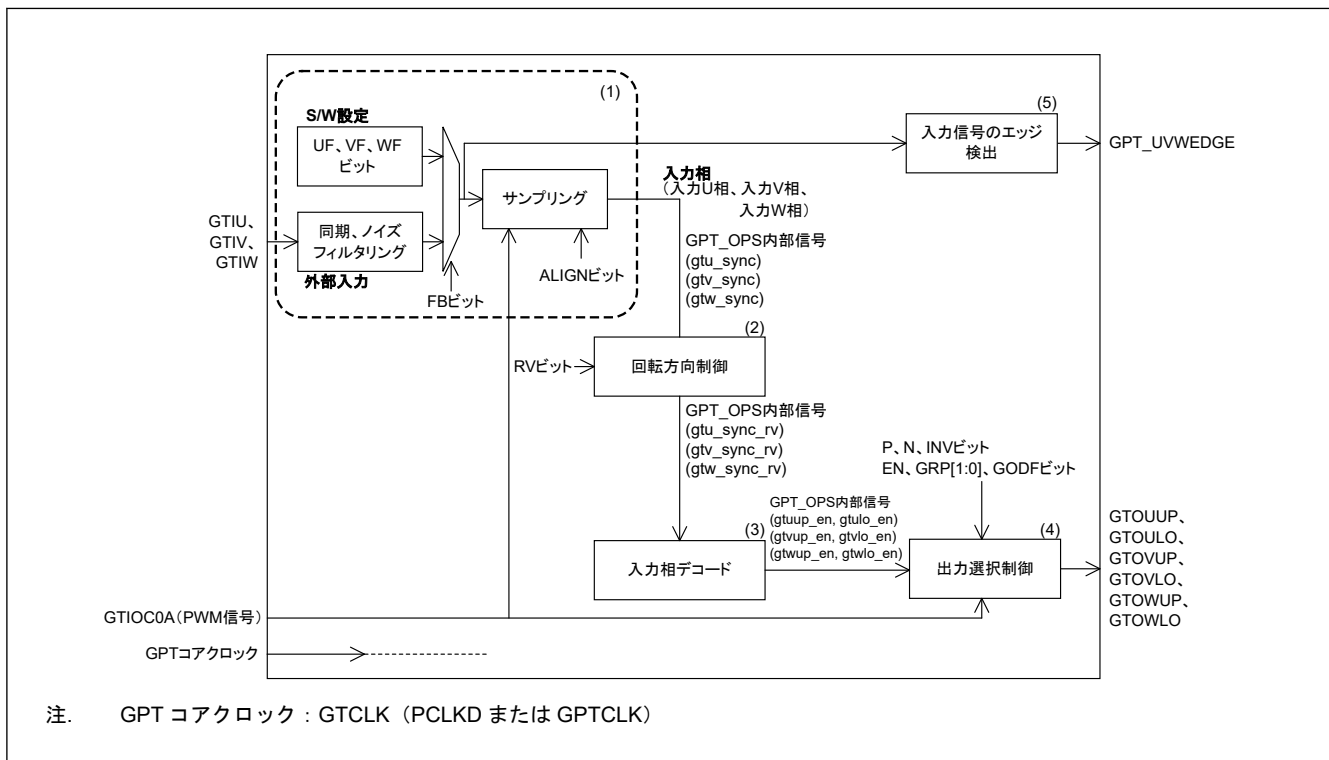 (1)
S/W設定
UF、VF、WF
ビット
GTIU、
GTIV、
GTIW
同期、ノイズ
フィルタリング
外部入力
FBビット
サンプリング
ALIGNビット
入力相
(入力U相、入力V相、
入力W相)
GPT_OPS内部信号
(gtu_sync)
(gtv_sync)
(gtw_sync)
(5)
入力信号のエッジ
検出
GPT_UVWEDGE
(2)
RVビット
回転方向制御
GPT_OPS内部信号
(gtu_sync_rv)
(gtv_sync_rv)
(gtw_sync_rv)
P、N、INVビット
EN、GRP[1:0]、GODFビット
(3)
入力相デコード
GPT_OPS内部信号
(gtuup_en, gtulo_en)
(gtvup_en, gtvlo_en)
(gtwup_en, gtwlo_en)
(4)
出力選択制御
GTOUUP、
GTOULO、
GTOVUP、
GTOVLO、
GTOWUP、
GTOWLO
GTIOC0A(PWM信号)
GPTコアクロック
注. GPT コアクロック:GTCLK(PCLKD または GPTCLK)